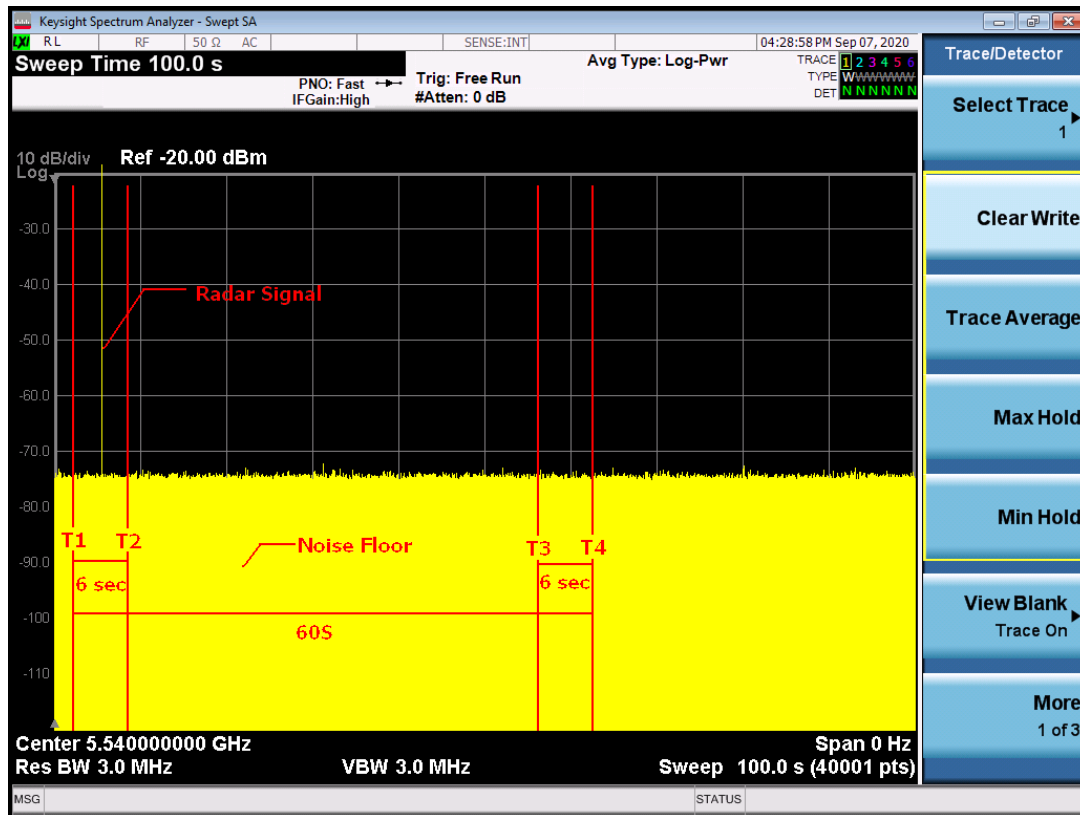 Keysight Spectrum Analyzer - Swept SA
LXI RL RF 50 Ω AC SENSE:INT 04:28:58 PM Sep 07, 2020
Sweep Time 100.0 s
PNO: Fast
IFGain:High
Trig: Free Run
#Atten: 0 dB
Avg Type: Log-Pwr
TRACE 1 2 3 4 5 6
TYPE WWWWWW
DET N N N N N N
10 dB/div Ref -20.00 dBm
Log
-30.0
-40.0
-50.0
-60.0
-70.0
-80.0
-90.0
-100
-110
Radar Signal
T1 T2 T3 T4
Noise Floor
6 sec 6 sec
60S
Center 5.540000000 GHz Span 0 Hz
Res BW 3.0 MHz VBW 3.0 MHz Sweep 100.0 s (40001 pts)
MSG STATUS
Trace/Detector
Select Trace
1
Clear Write
Trace Average
Max Hold
Min Hold
View Blank
Trace On
More
1 of 3